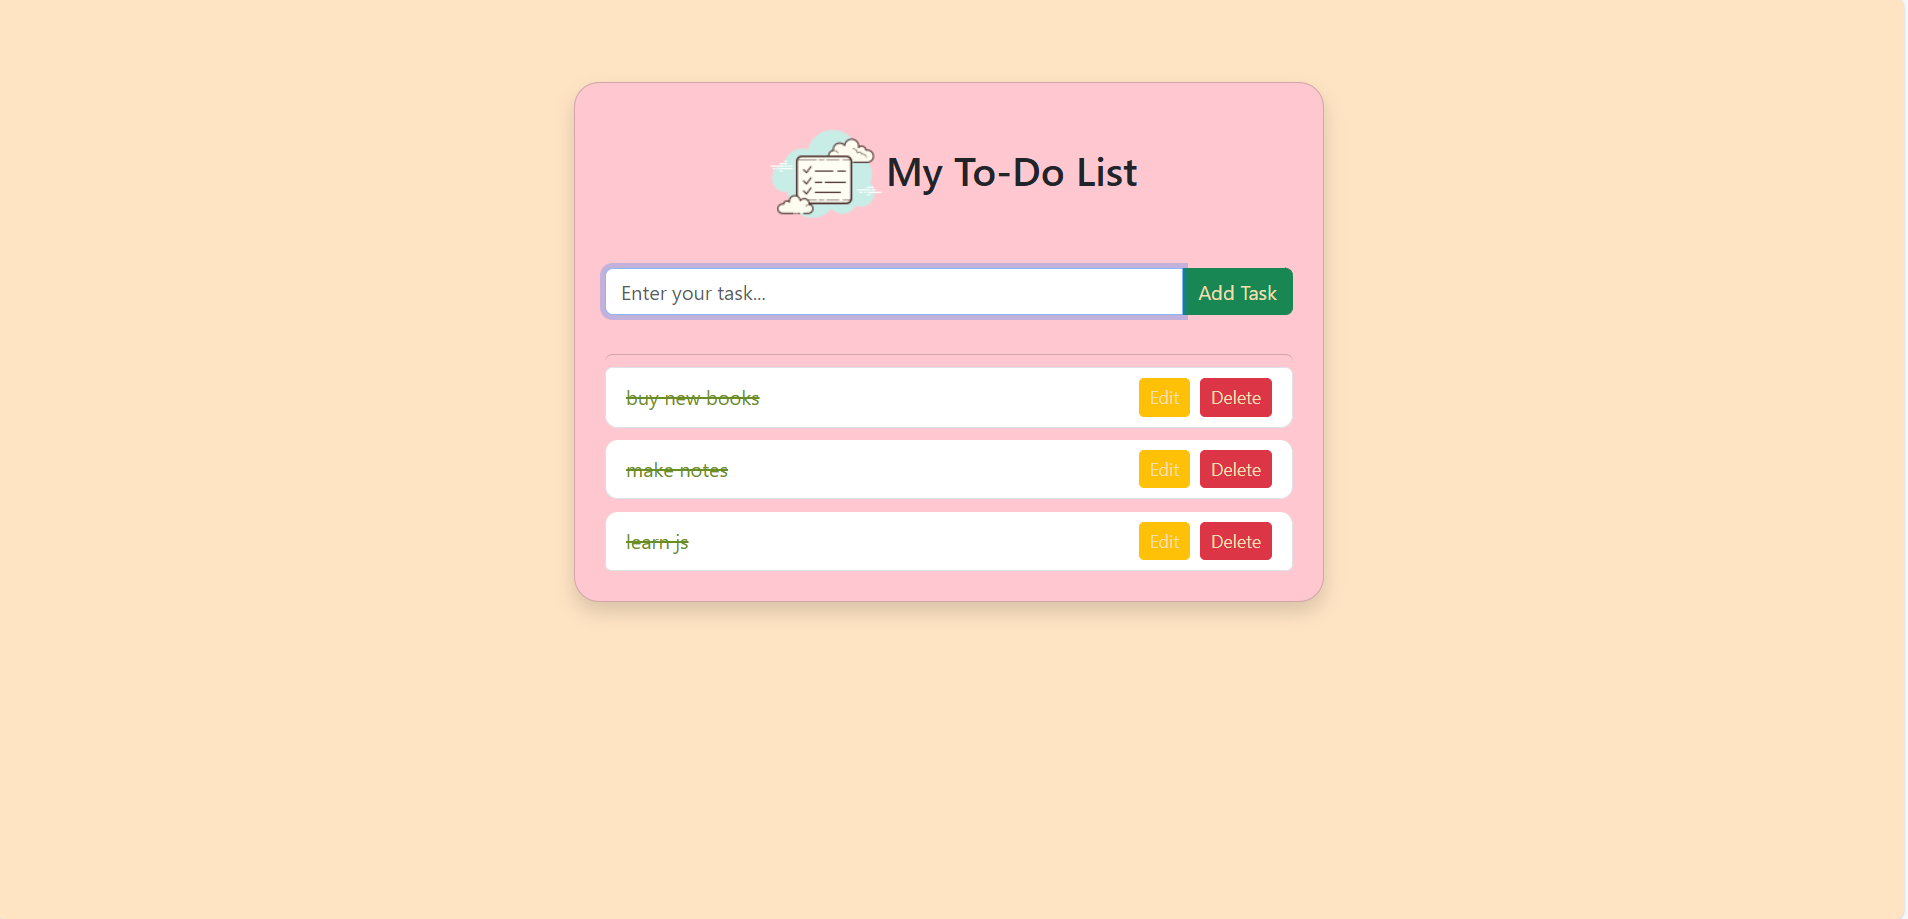 My To-Do List
Enter your task... Add Task
buy new books Edit Delete
make notes Edit Delete
learn js Edit Delete